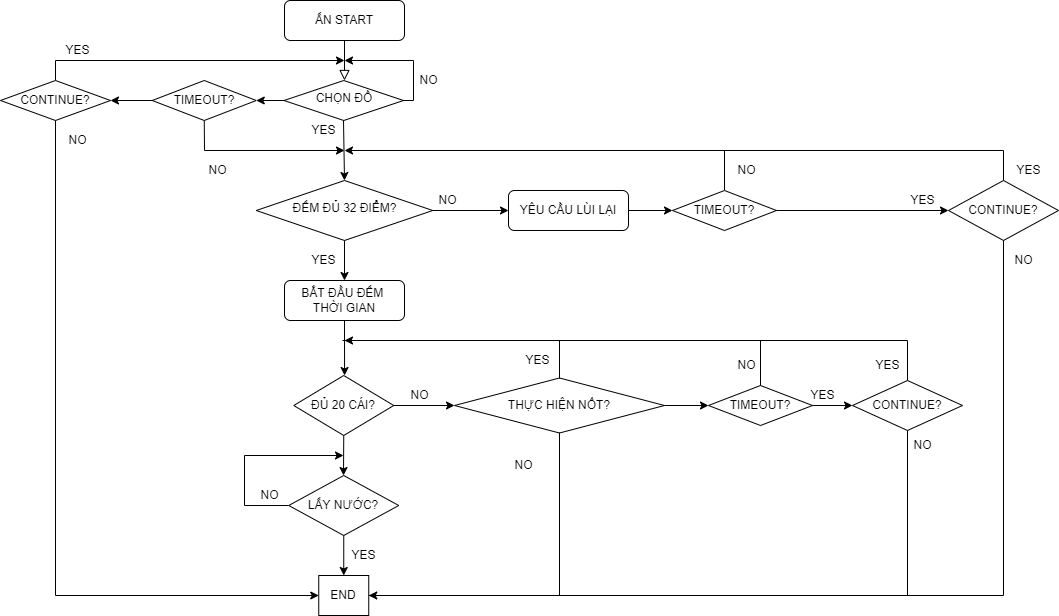 ẤN START
YES
NO
CONTINUE?
TIMEOUT?
CHỌN ĐỒ
YES
NO
NO
NO
YES
ĐẾM ĐỦ 32 ĐIỂM?
NO
YÊU CẦU LÙI LẠI
TIMEOUT?
YES
CONTINUE?
YES
NO
BẮT ĐẦU ĐẾM
THỜI GIAN
YES
NO
YES
ĐỦ 20 CÁI?
NO
THỰC HIỆN NỐT?
TIMEOUT?
YES
CONTINUE?
NO
NO
NO
LẤY NƯỚC?
YES
END